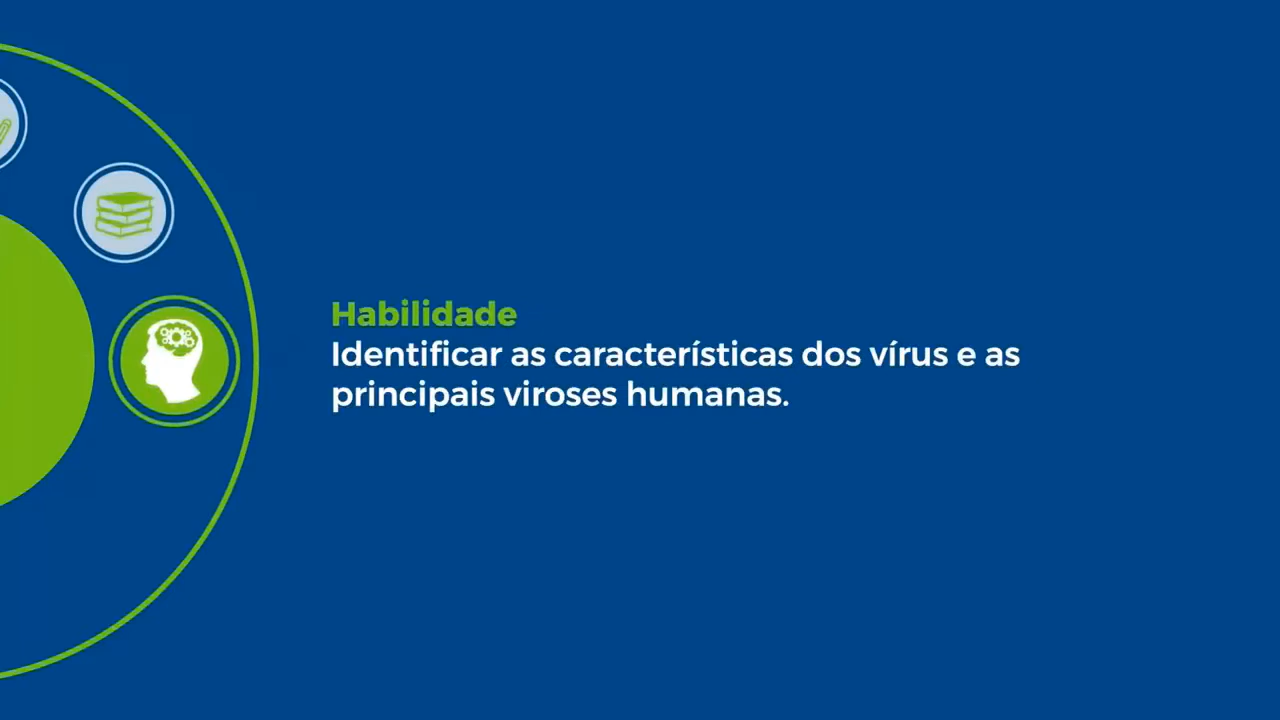 Habilidade
Identificar as características dos vírus e as
principais viroses humanas.